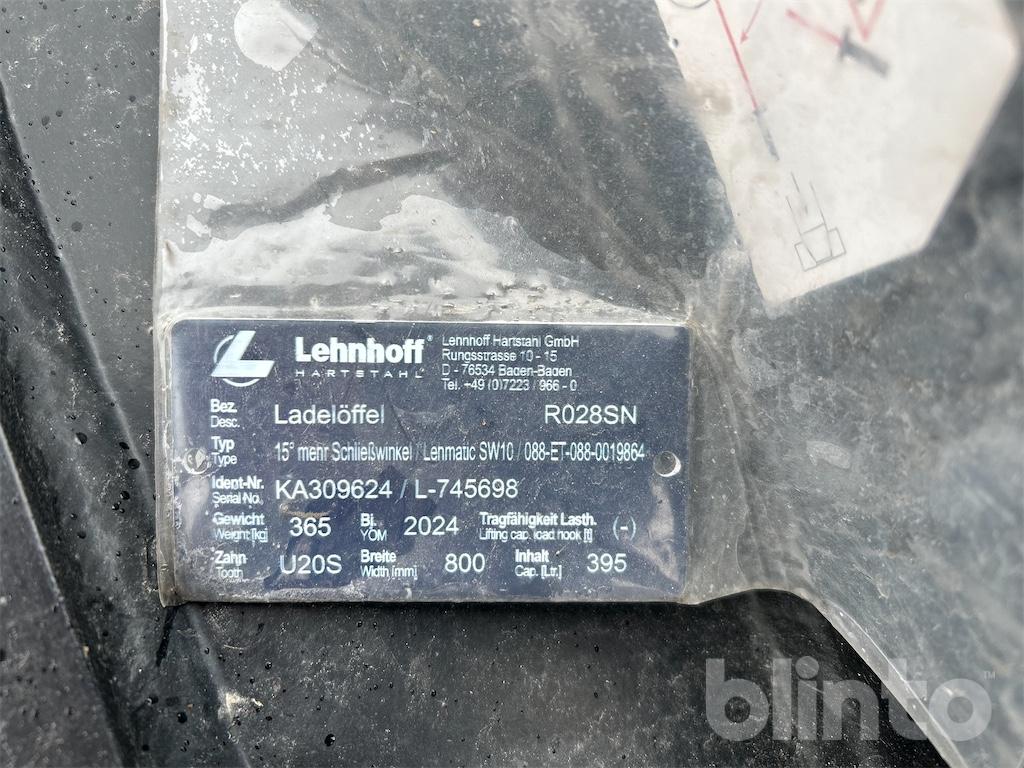 Lehnhoff®
HARTSTAHL
Lehnhoff Hartstahl GmbH
Rungsstrasse 10 - 15
D - 76534 Baden-Baden
Tel. +49 (0)7223 / 966 - 0
Bez. Ladelöffel R028SN
Desc.
Typ 15° mehr Schließwinkel / Lehmatic SW10 / 088-ET-088-0019864
Type
Ident-Nr. KA309624 / L-745698
Serial No.
Gewicht 365 Bj. 2024 Tragfähigkeit Lasth. (-)
Weight [kg] YOM Lifting cap. load hook [t]
Zahn U20S Breite 800 Inhalt 395
Tooth Width [mm] Cap. [Ltr.]
blinto™